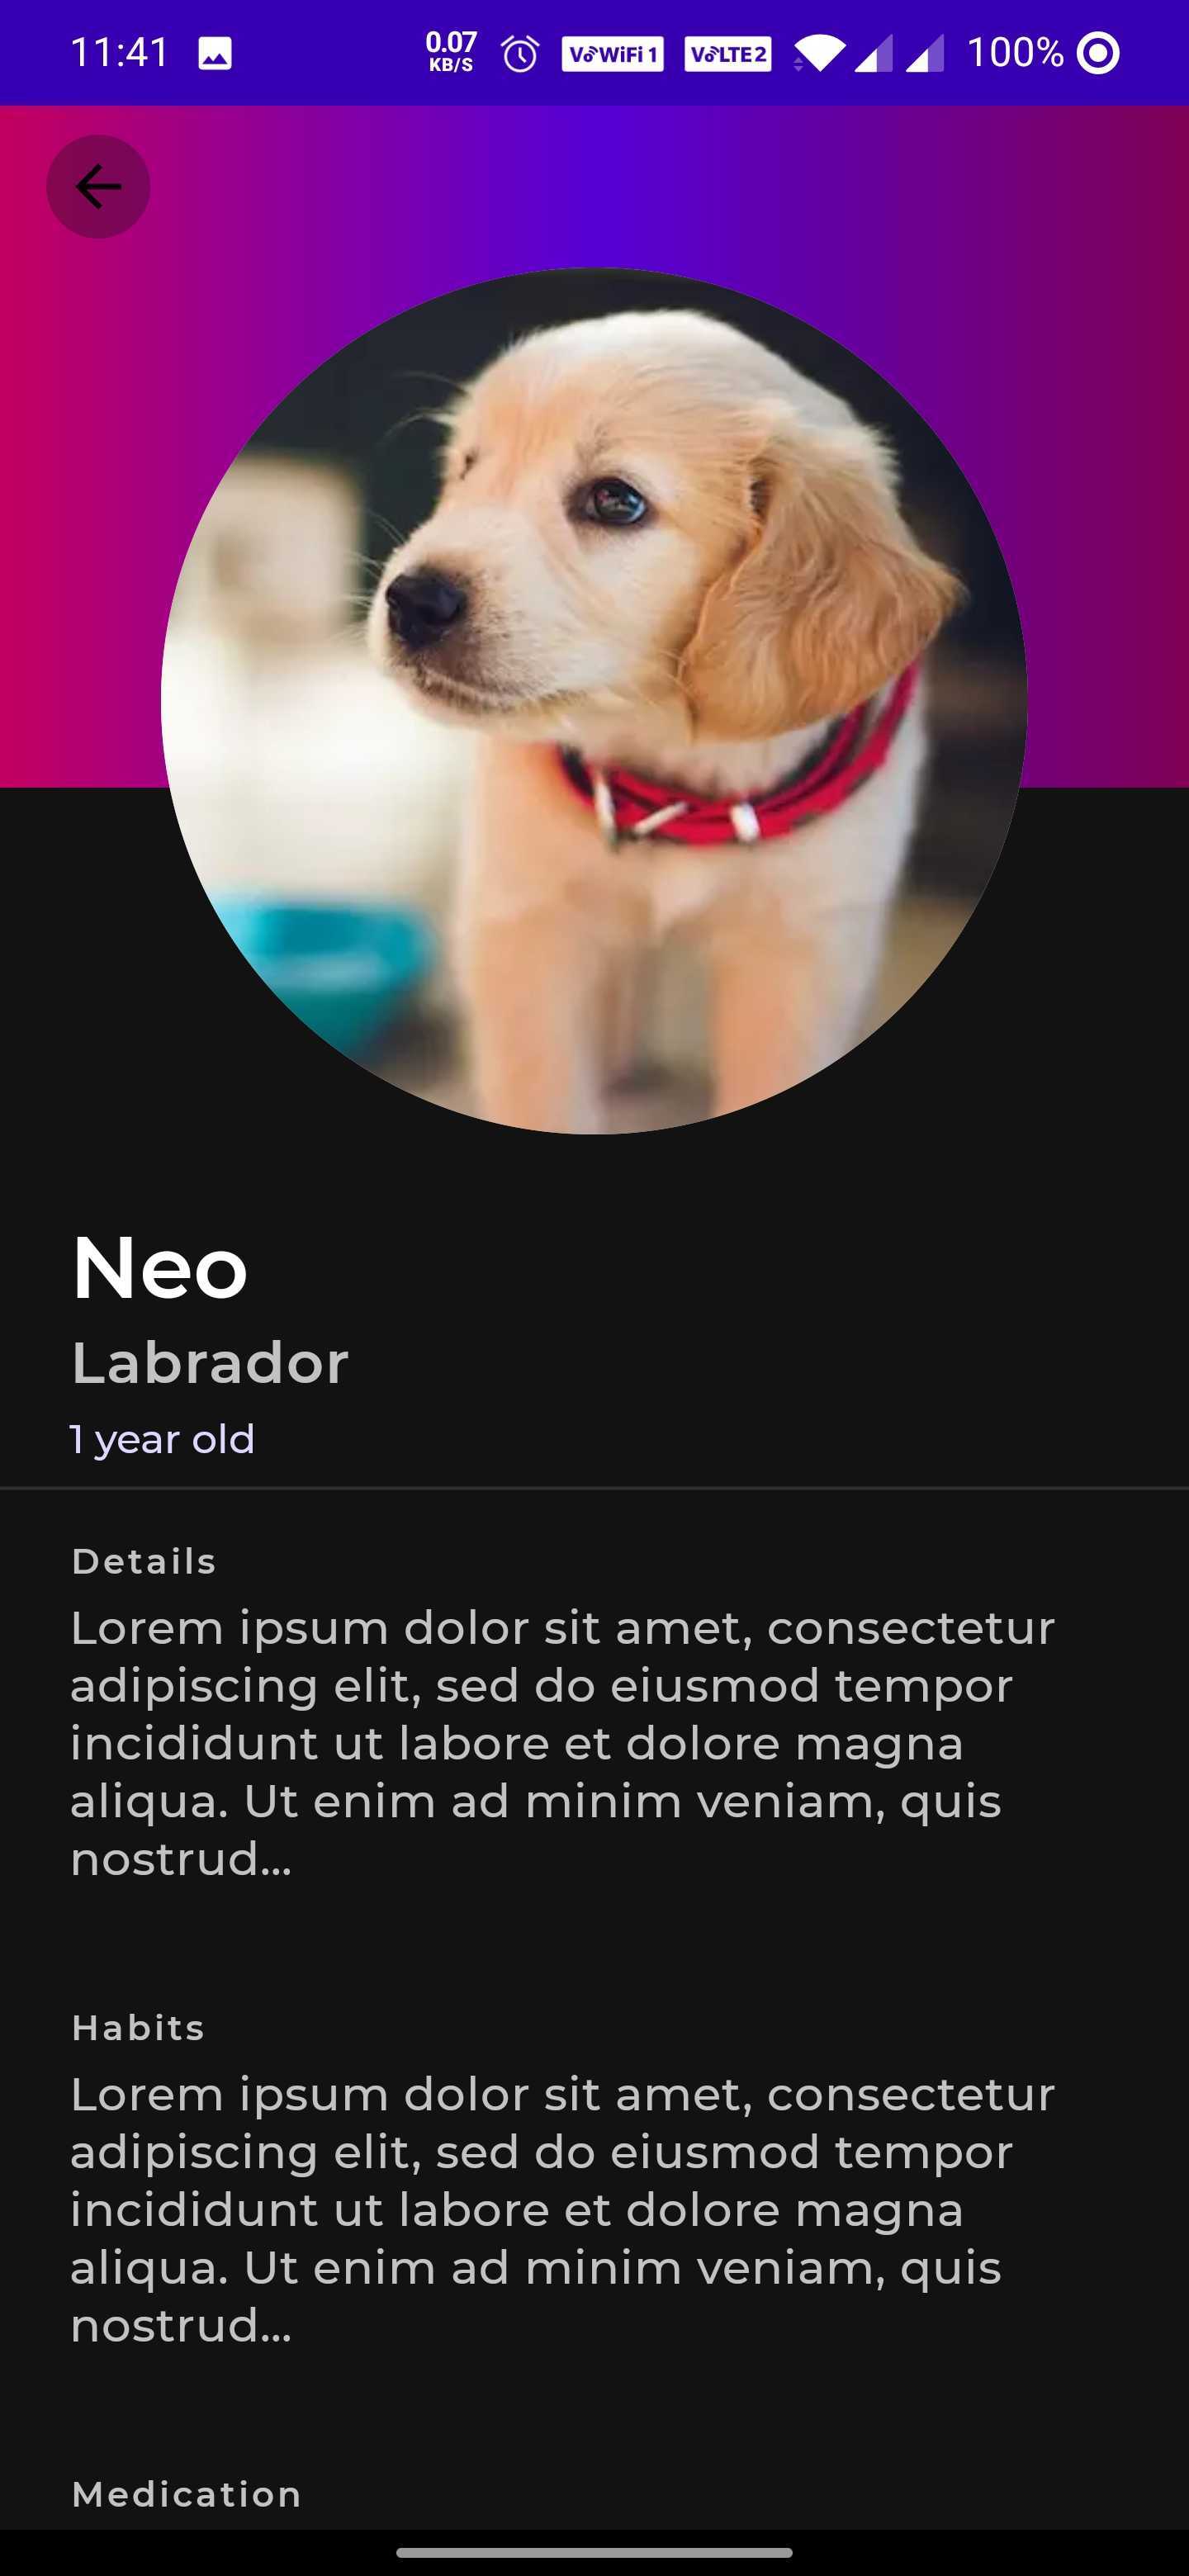 11:41 0.07 KB/S VoWiFi 1 VoLTE 2 100%
Neo
Labrador
1 year old
Details
Lorem ipsum dolor sit amet, consectetur
adipiscing elit, sed do eiusmod tempor
incididunt ut labore et dolore magna
aliqua. Ut enim ad minim veniam, quis
nostrud...
Habits
Lorem ipsum dolor sit amet, consectetur
adipiscing elit, sed do eiusmod tempor
incididunt ut labore et dolore magna
aliqua. Ut enim ad minim veniam, quis
nostrud...
Medication